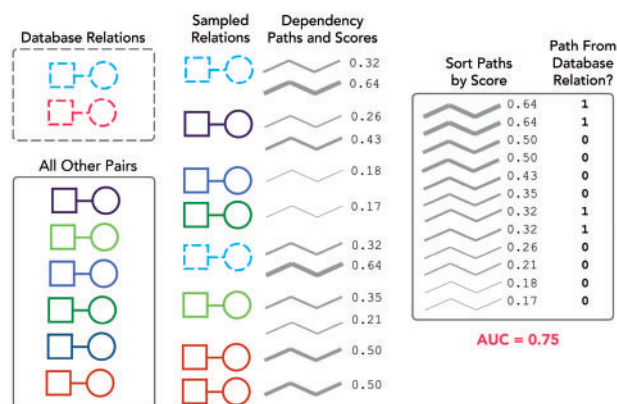 Database Relations
All Other Pairs
Sampled
Relations
Dependency
Paths and Scores
0.32
0.64
0.26
0.43
0.18
0.17
0.32
0.64
0.35
0.21
0.50
0.50
Sort Paths
by Score
Path From
Database
Relation?
0.64 1
0.64 1
0.50 0
0.50 0
0.43 0
0.35 0
0.32 1
0.32 1
0.26 0
0.21 0
0.18 0
0.17 0
AUC = 0.75